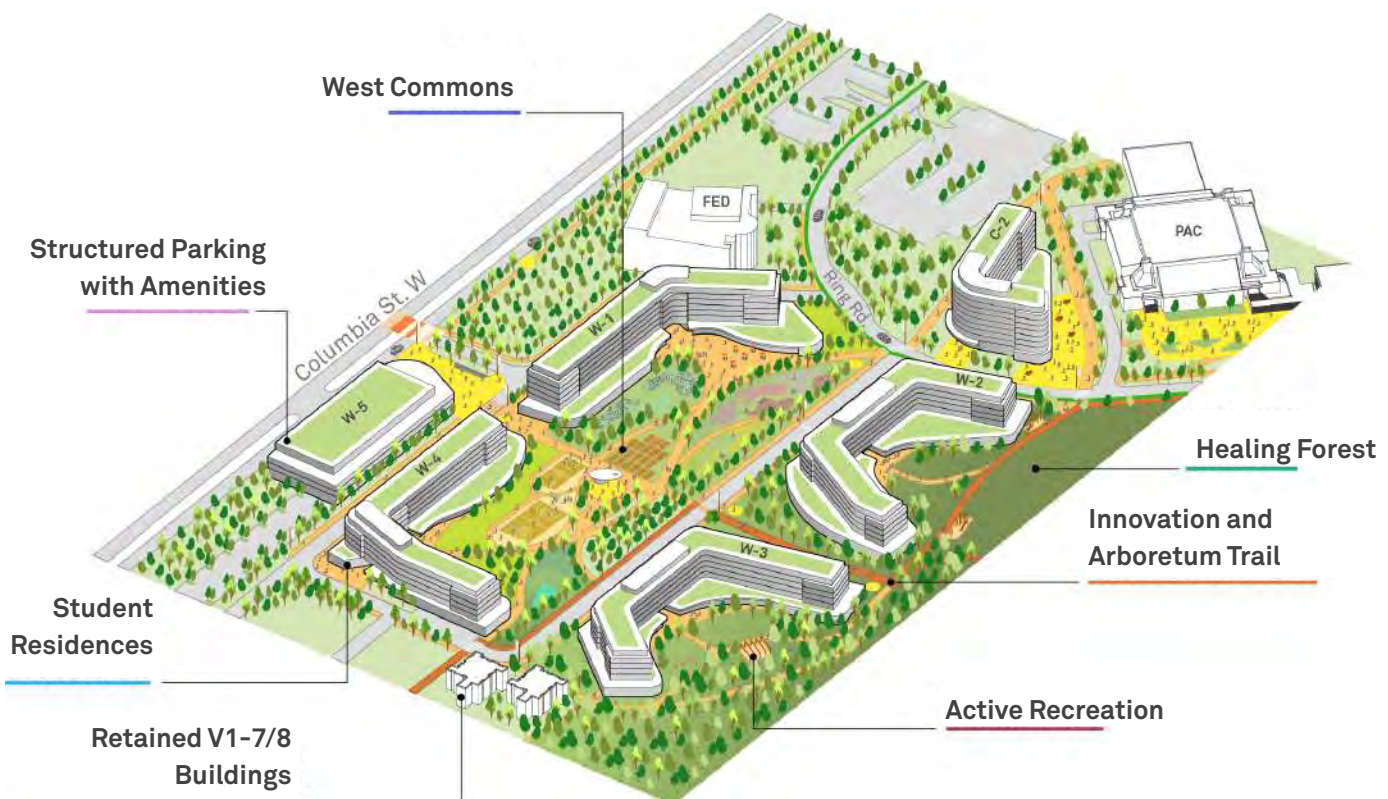 West Commons
FED
C-2
PAC
Structured Parking
with Amenities
Columbia St. W
Ring Rd.
W-1
W-2
W-5
W-4
Healing Forest
Innovation and
Arboretum Trail
W-3
Student
Residences
Active Recreation
Retained V1-7/8
Buildings